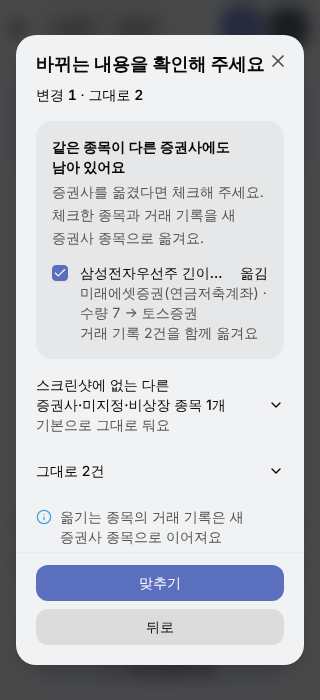 바뀌는 내용을 확인해 주세요
변경 1 · 그대로 2
같은 종목이 다른 증권사에도
남아 있어요
증권사를 옮겼다면 체크해 주세요.
체크한 종목과 거래 기록을 새
증권사 종목으로 옮겨요.
삼성전자우선주 긴이... 옮김
미래에셋증권(연금저축계좌) ·
수량 7 → 토스증권
거래 기록 2건을 함께 옮겨요
스크린샷에 없는 다른
증권사·미지정·비상장 종목 1개
기본으로 그대로 둬요
그대로 2건
옮기는 종목의 거래 기록은 새
증권사 종목으로 이어져요
맞추기
뒤로